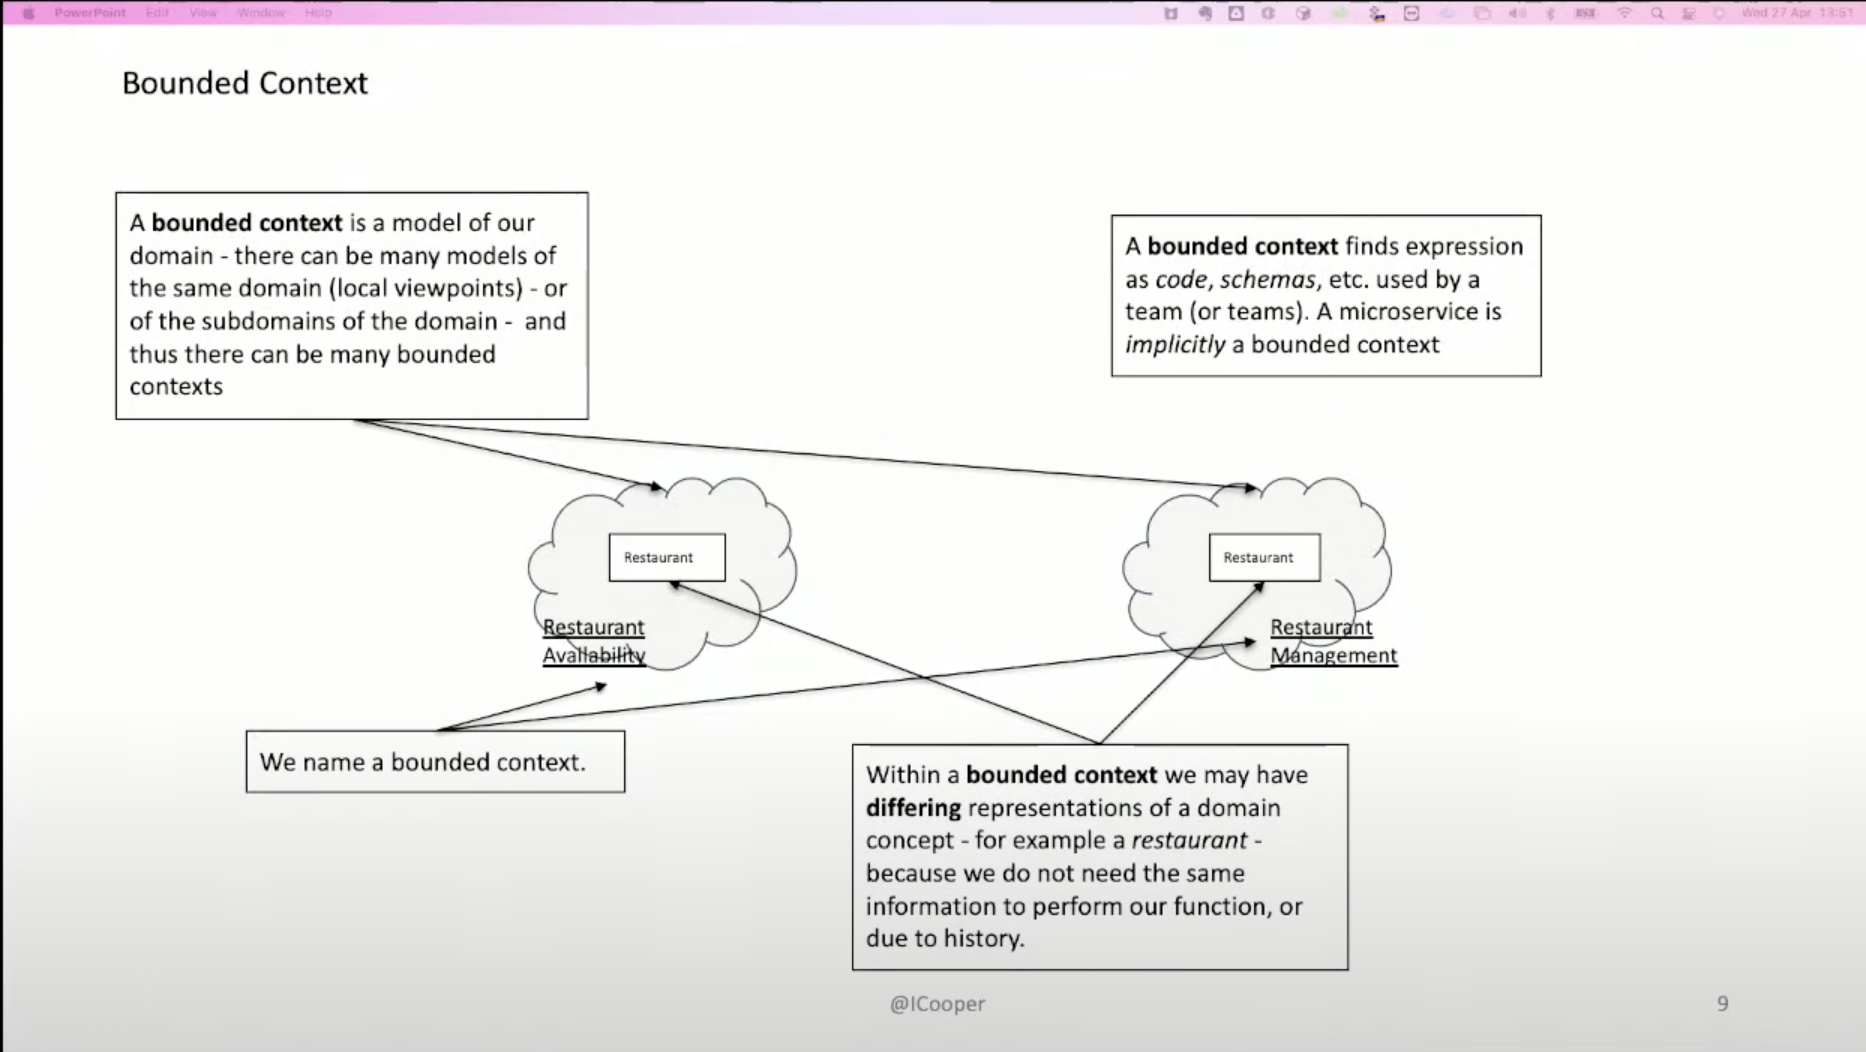 PowerPoint Edit View Window Help
Wed 27 Apr 13:51
Bounded Context
A bounded context is a model of our
domain - there can be many models of
the same domain (local viewpoints) - or
of the subdomains of the domain - and
thus there can be many bounded
contexts
A bounded context finds expression
as code, schemas, etc. used by a
team (or teams). A microservice is
implicitly a bounded context
Restaurant
Restaurant
Availability
Restaurant
Restaurant
Management
We name a bounded context.
Within a bounded context we may have
differing representations of a domain
concept - for example a restaurant -
because we do not need the same
information to perform our function, or
due to history.
@ICooper
9